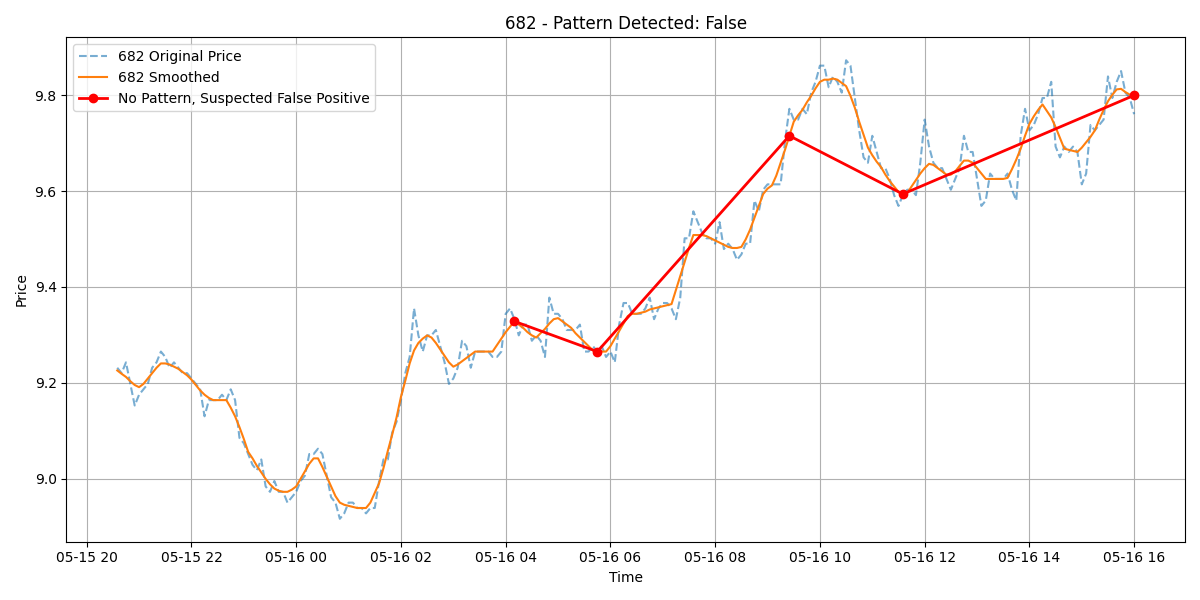 682 - Pattern Detected: False
682 Original Price
682 Smoothed
No Pattern, Suspected False Positive
Price
9.8
9.6
9.4
9.2
9.0
05-15 20 05-15 22 05-16 00 05-16 02 05-16 04 05-16 06 05-16 08 05-16 10 05-16 12 05-16 14 05-16 16
Time